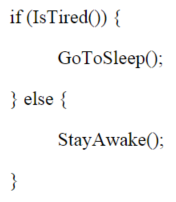 if (IsTired()) {
GoToSleep();
} else {
StayAwake();
}